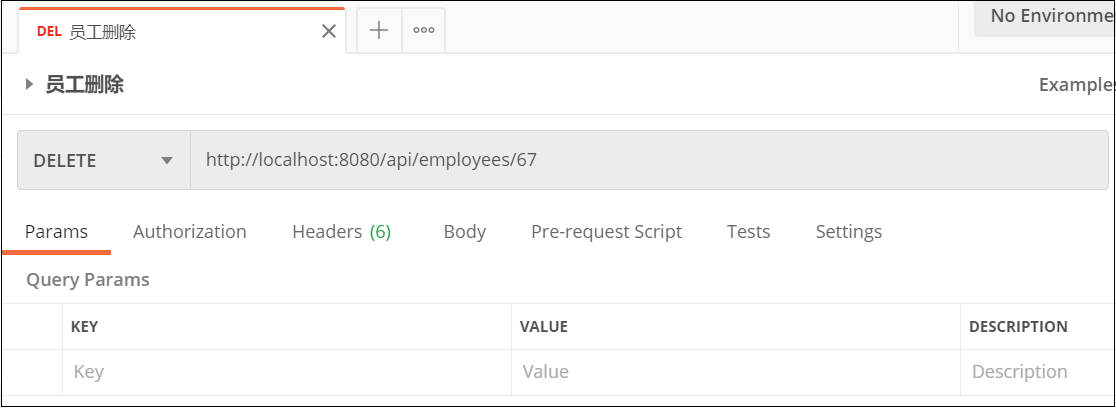 DEL 员工删除
No Environme
员工删除
Examples
DELETE http://localhost:8080/api/employees/67
Params Authorization Headers (6) Body Pre-request Script Tests Settings
Query Params
KEY VALUE DESCRIPTION
Key Value Description